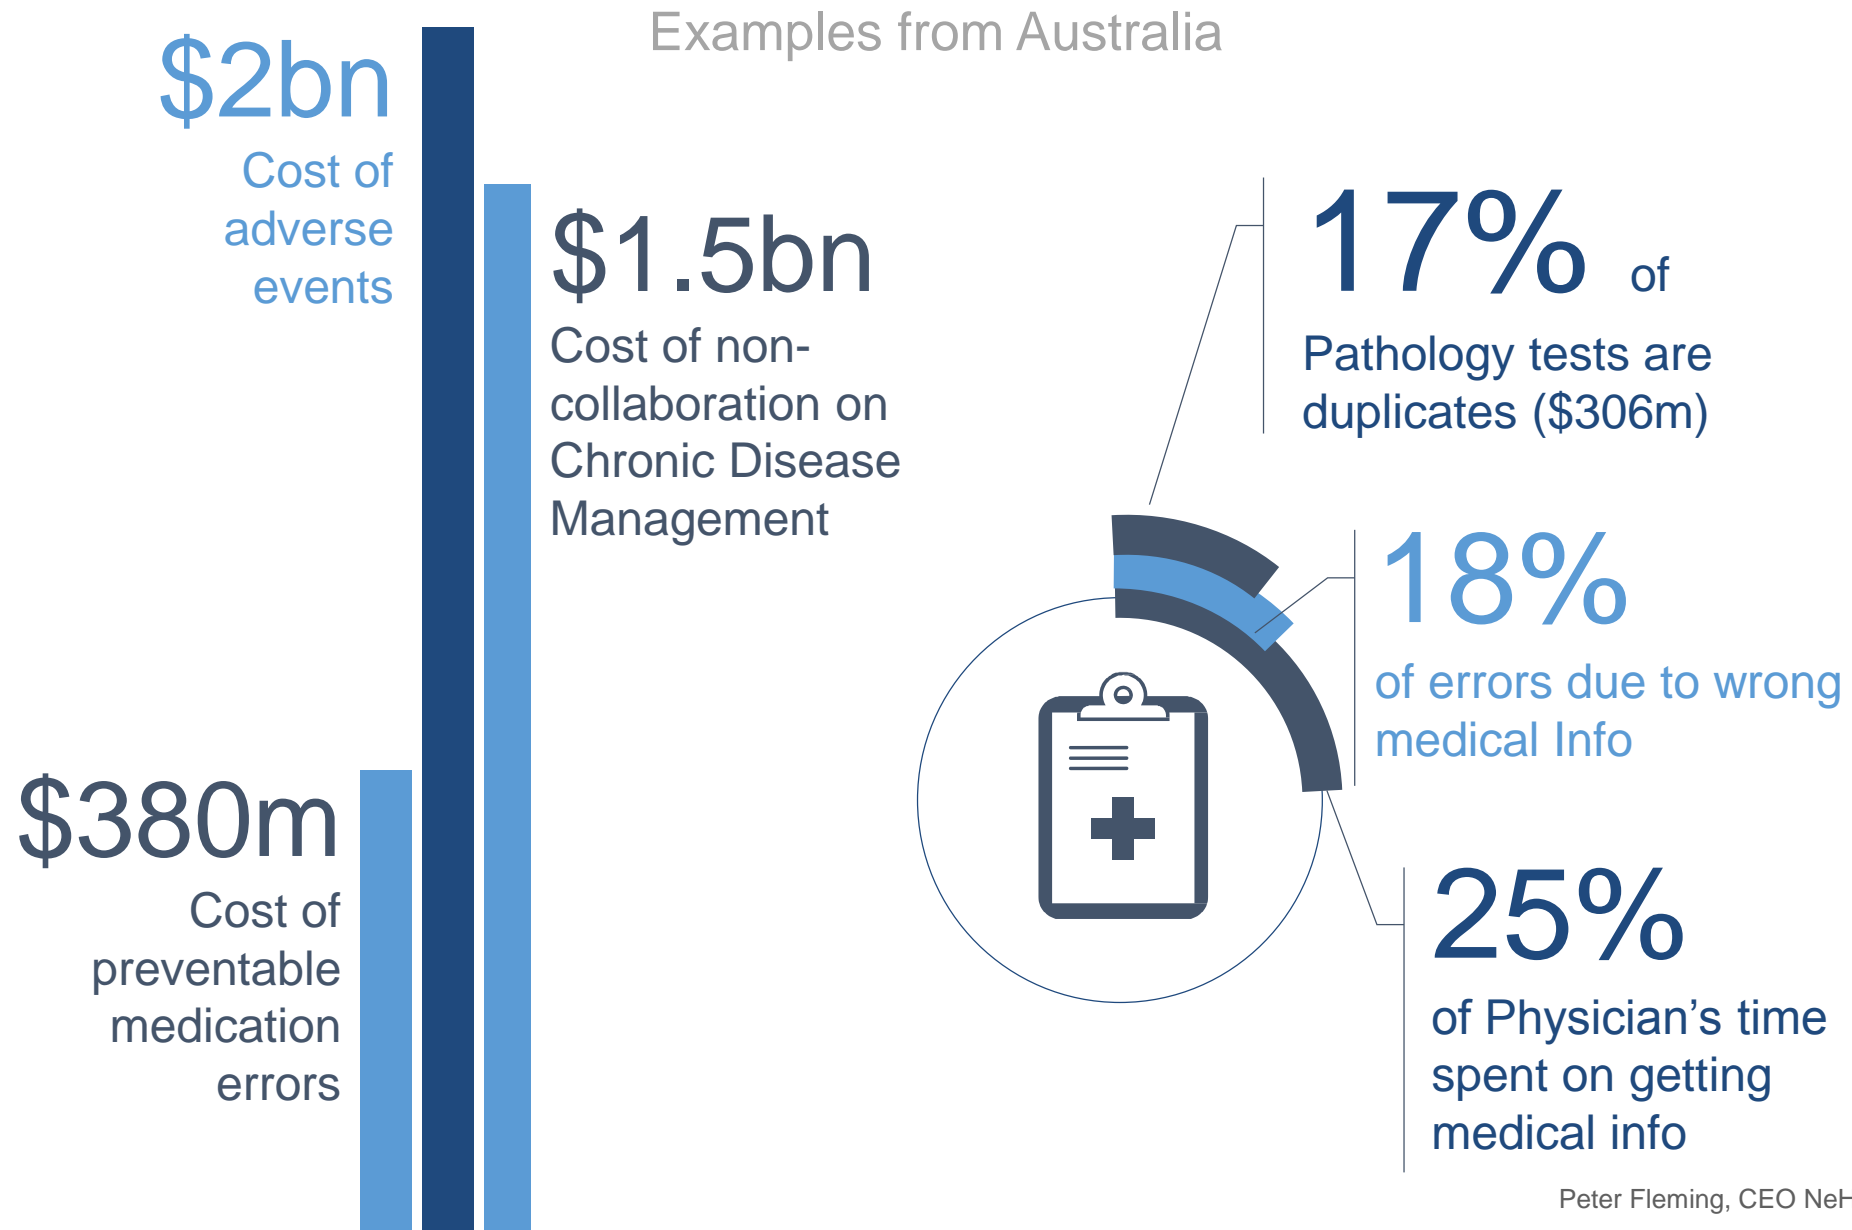 Examples from Australia
$2bn
Cost of
adverse
events
$1.5bn
Cost of non-
collaboration on
Chronic Disease
Management
$380m
Cost of
preventable
medication
errors
17% of
Pathology tests are
duplicates ($306m)
18%
of errors due to wrong
medical Info
25%
of Physician’s time
spent on getting
medical info
Peter Fleming, CEO